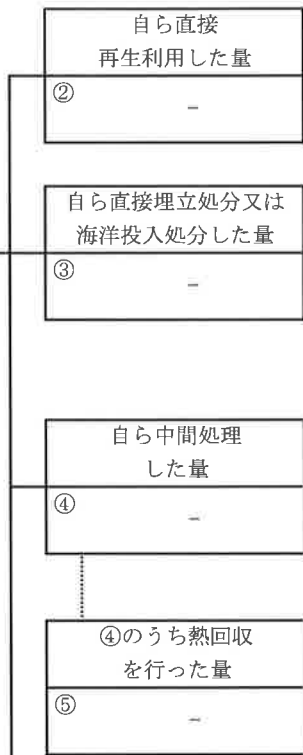 自ら直接
再生利用した量
②
－
自ら直接埋立処分又は
海洋投入処分した量
③
－
自ら中間処理
した量
④
－
④のうち熱回収
を行った量
⑤
－